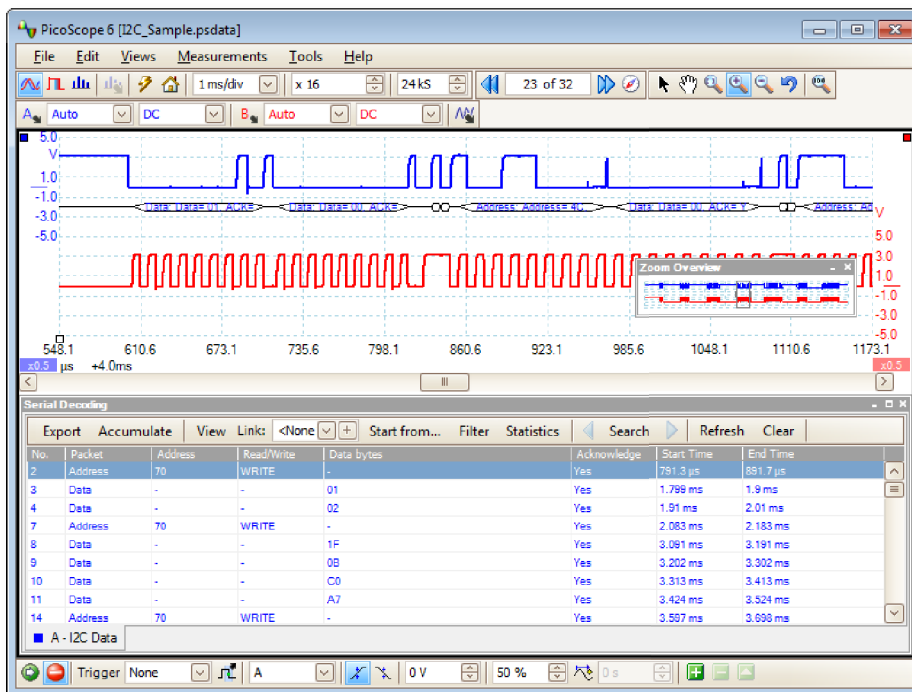 PicoScope 6 [I2C_Sample.psdata]
File Edit Views Measurements Tools Help
1 ms/div x 16 24 kS 23 of 32
A Auto DC B Auto DC
5.0
V
1.0
-1.0
-3.0
-5.0
Data: Data= 01, ACK= Data: Data= 00, ACK= Address: Address= 4C Data: Data= 00, ACK= Y Address: Ad
V
5.0
3.0
1.0
-1.0
-3.0
-5.0
Zoom Overview
548.1 610.6 673.1 735.6 798.1 860.6 923.1 985.6 1048.1 1110.6 1173.1
x0.5 µs +4.0ms x0.5
Serial Decoding
Export Accumulate View Link: <None Start from... Filter Statistics Search Refresh Clear
No. Packet Address Read/Write Data bytes Acknowledge Start Time End Time
2 Address 70 WRITE - Yes 791.3 µs 891.7 µs
3 Data - - 01 Yes 1.799 ms 1.9 ms
4 Data - - 02 Yes 1.91 ms 2.01 ms
7 Address 70 WRITE - Yes 2.083 ms 2.183 ms
8 Data - - 1F Yes 3.091 ms 3.191 ms
9 Data - - 0B Yes 3.202 ms 3.302 ms
10 Data - - C0 Yes 3.313 ms 3.413 ms
11 Data - - A7 Yes 3.424 ms 3.524 ms
14 Address 70 WRITE - Yes 3.597 ms 3.698 ms
A - I2C Data
Trigger None A 0 V 50 % 0 s